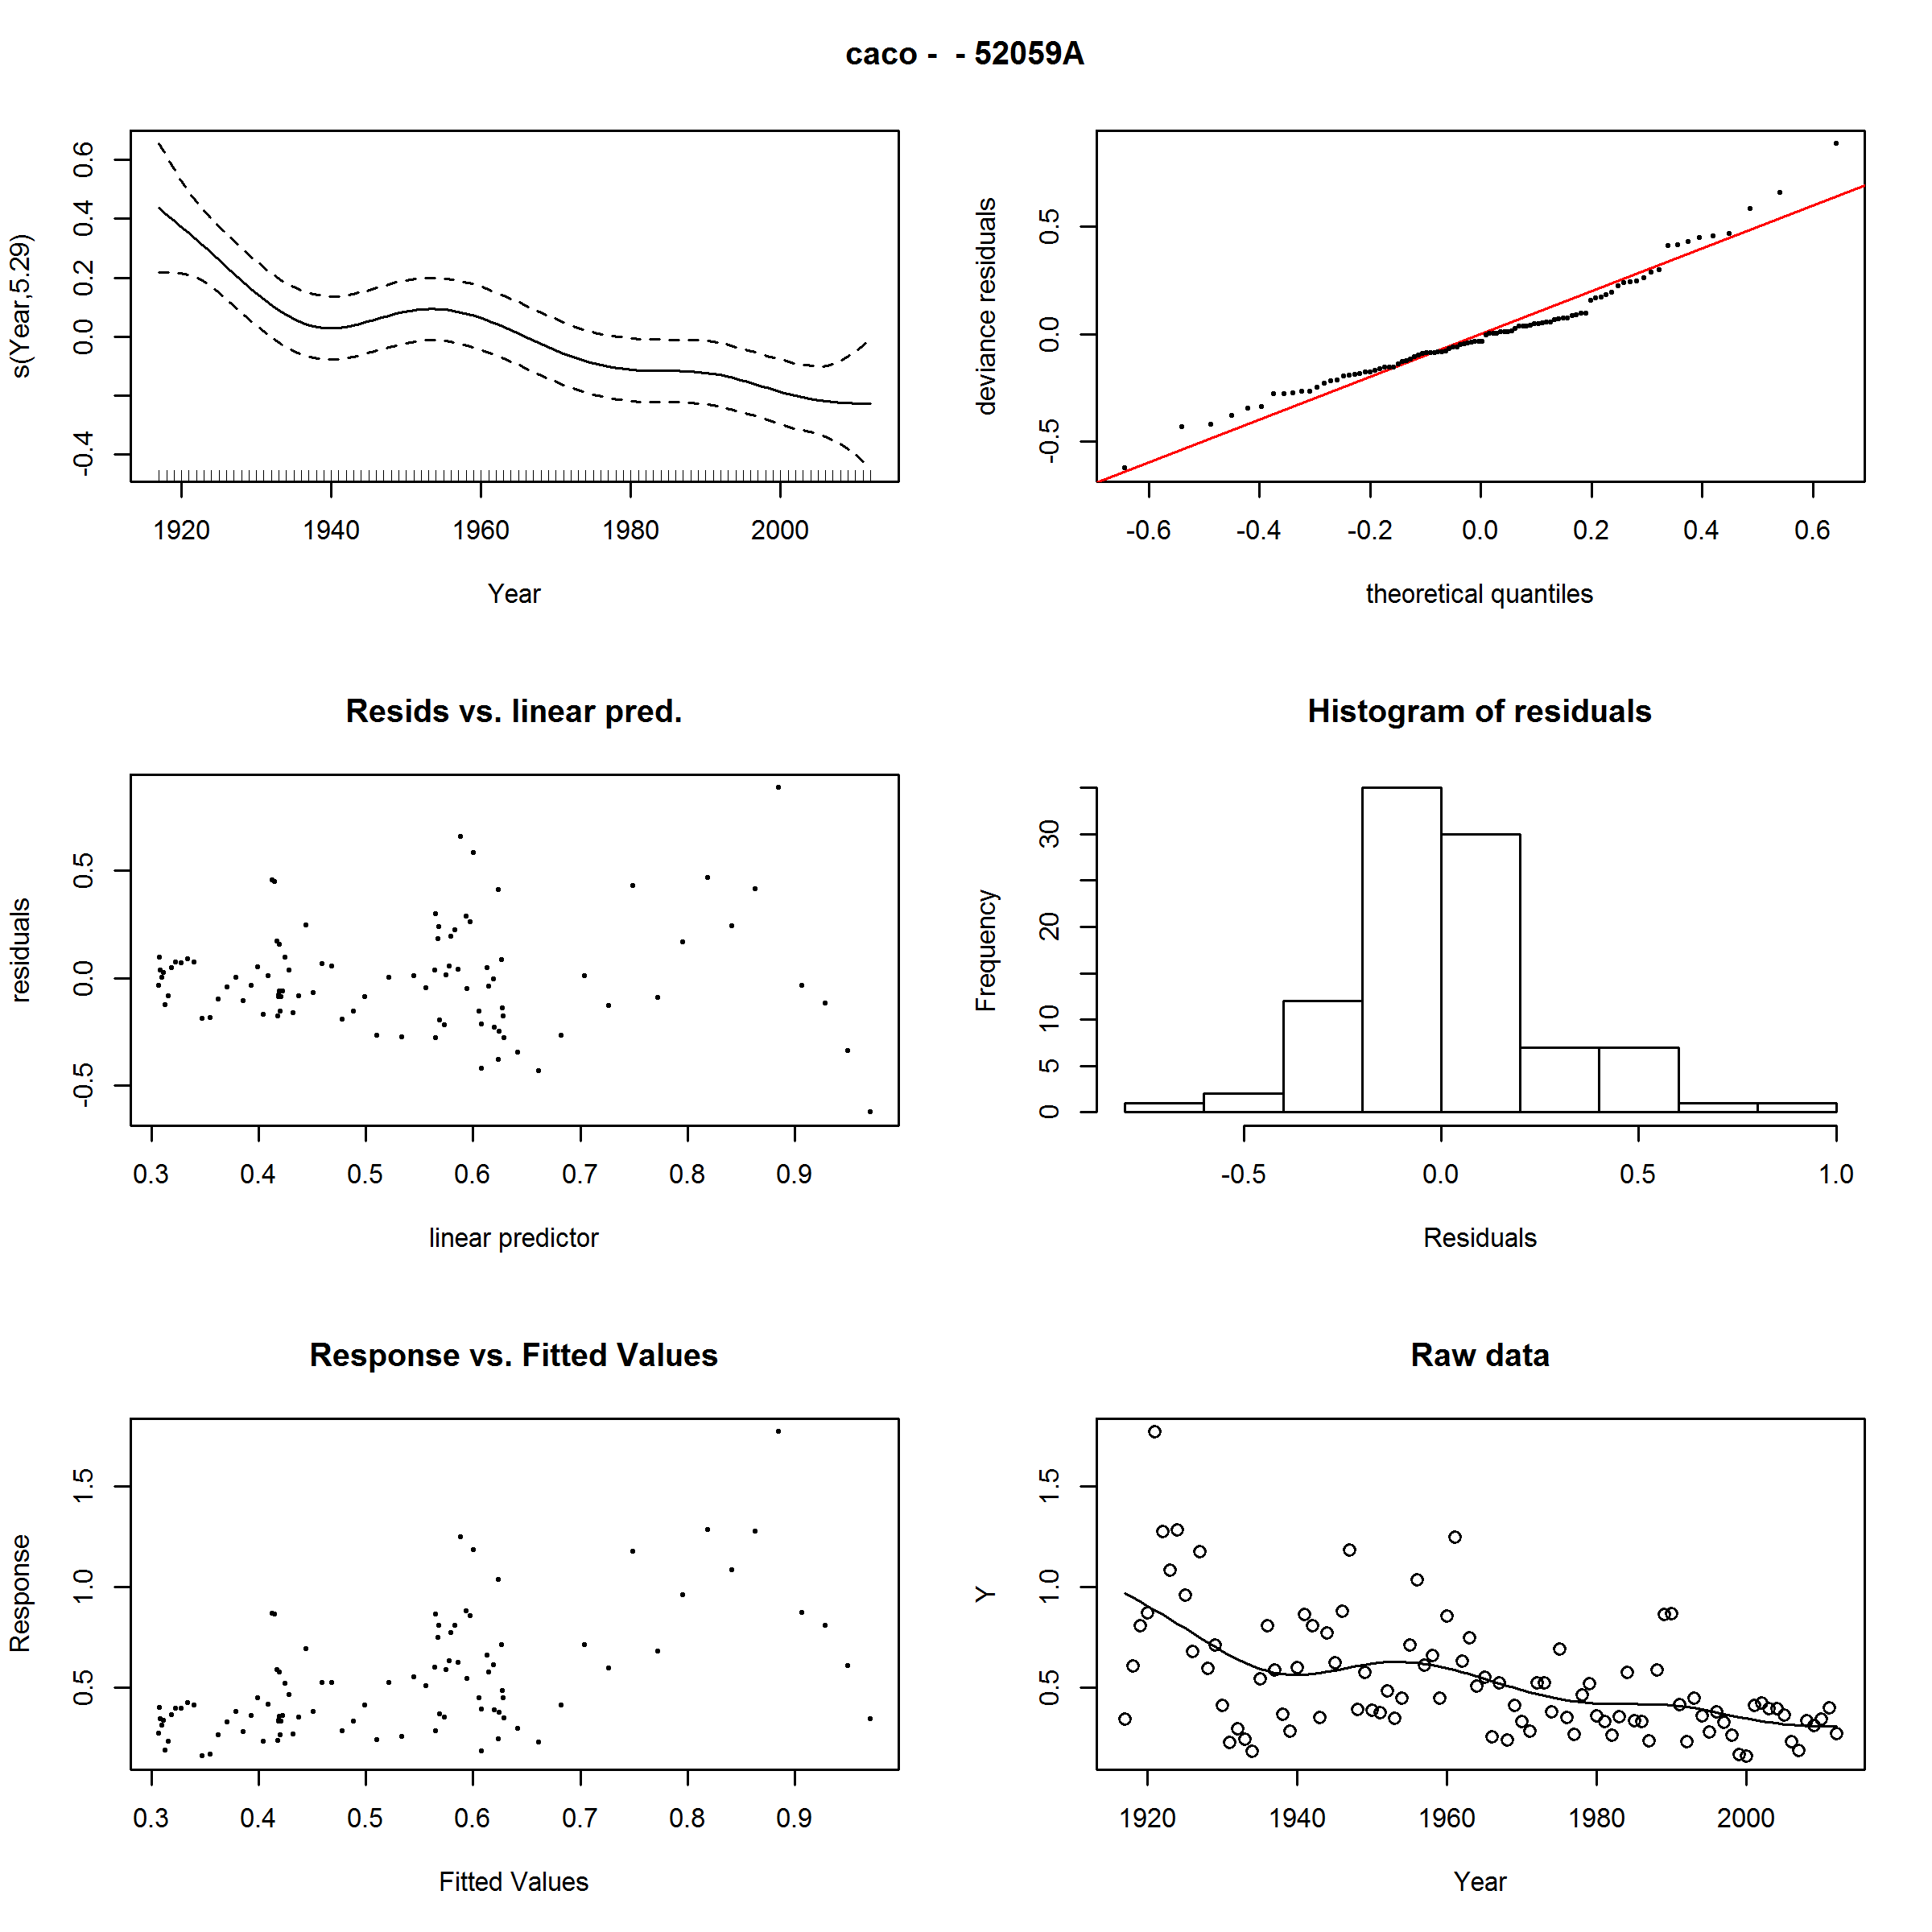 caco -  - 52059A
s(Year,5.29)
0.6
0.4
0.2
0.0
-0.4
1920 1940 1960 1980 2000
Year
deviance residuals
0.5
0.0
-0.5
-0.6 -0.4 -0.2 0.0 0.2 0.4 0.6
theoretical quantiles
Resids vs. linear pred.
residuals
0.5
0.0
-0.5
0.3 0.4 0.5 0.6 0.7 0.8 0.9
linear predictor
Histogram of residuals
Frequency
30
20
10
5
0
-0.5 0.0 0.5 1.0
Residuals
Response vs. Fitted Values
Response
1.5
1.0
0.5
0.3 0.4 0.5 0.6 0.7 0.8 0.9
Fitted Values
Raw data
Y
1.5
1.0
0.5
1920 1940 1960 1980 2000
Year